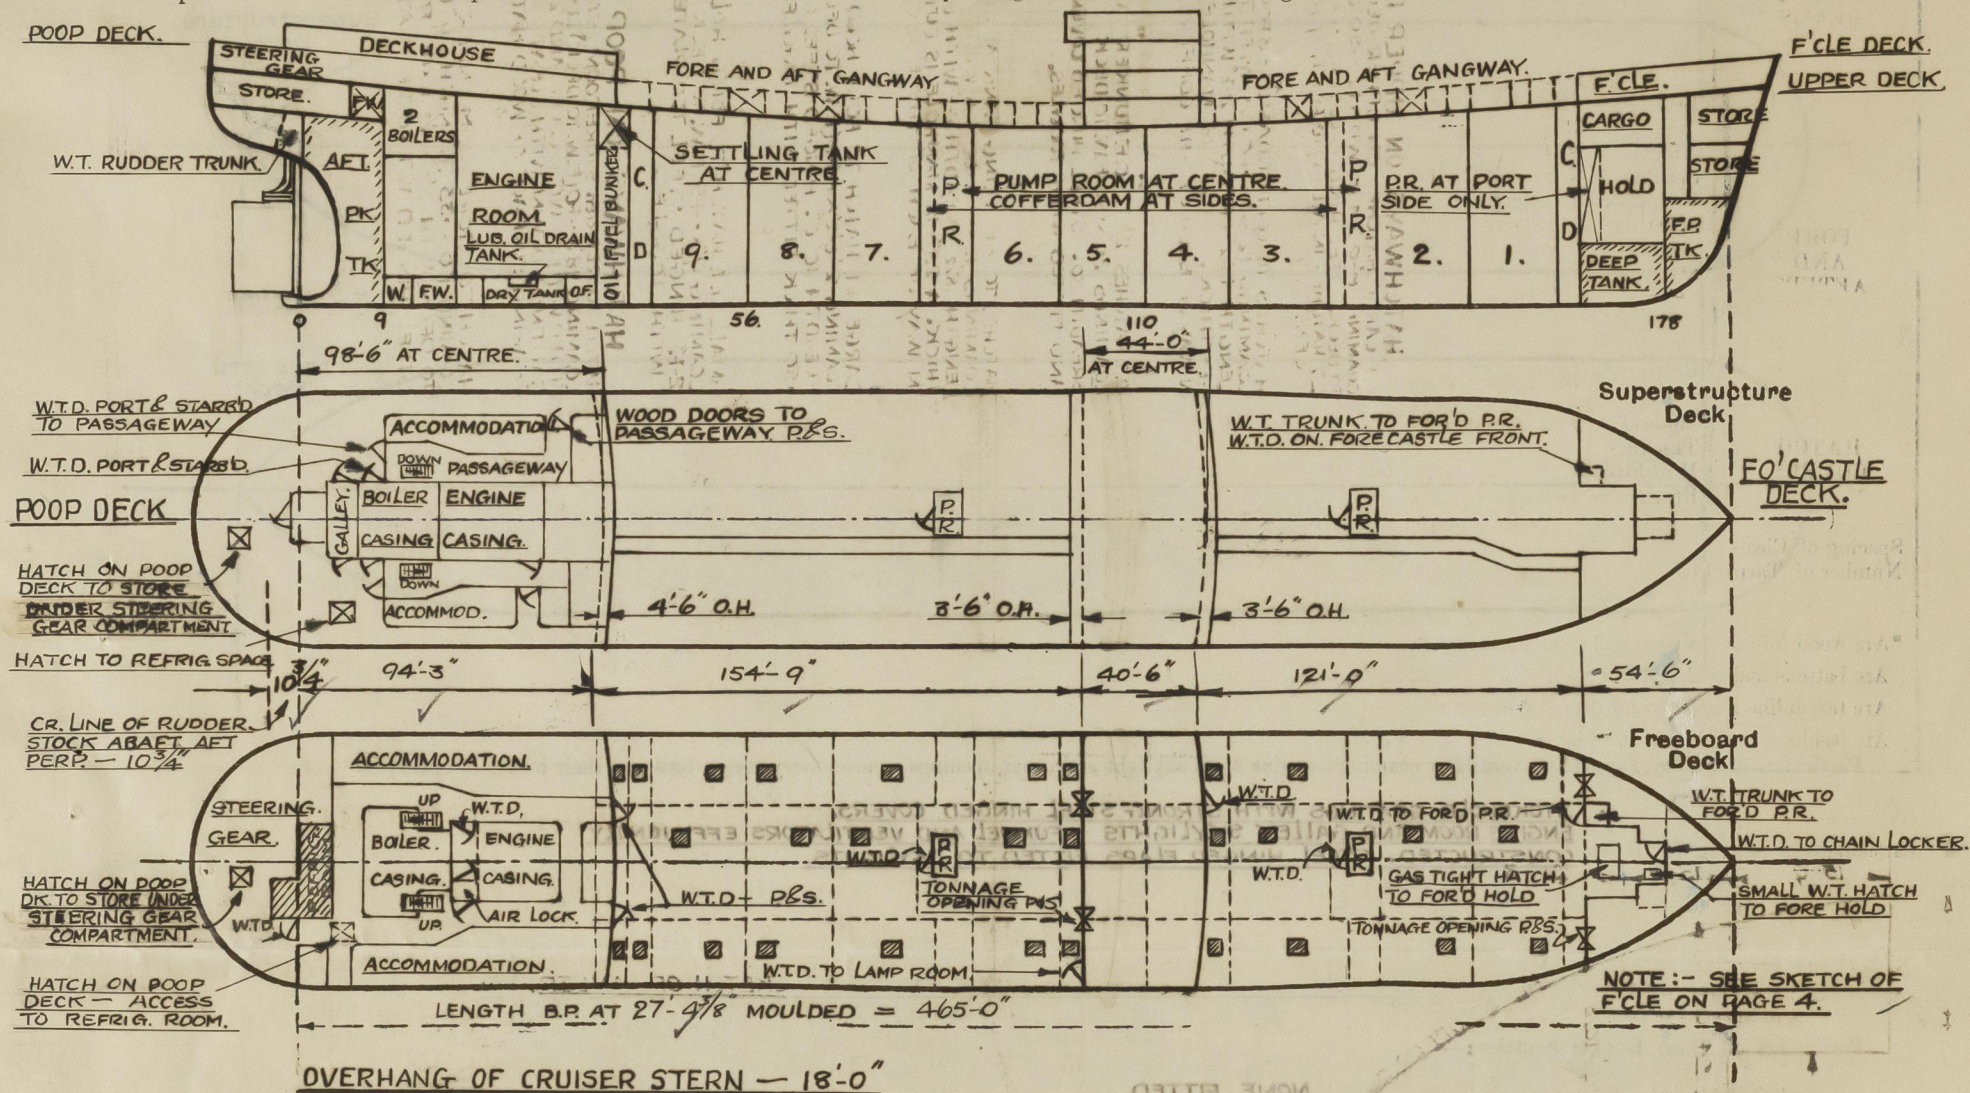 POOP DECK.
STEERING
GEAR
DECKHOUSE
STORE.
FW
FORE AND AFT GANGWAY
FORE AND AFT GANGWAY.
F'CLE DECK.
UPPER DECK
F'CLE.
2
BOILERS
W.T. RUDDER TRUNK.
AFT.
PK
TK
ENGINE
ROOM
LUB. OIL DRAIN
TANK.
W.
F.W.
DRY TANK
O.F.
OIL FUEL BUNKER
C.
D
SETTLING TANK
AT CENTRE.
9.
8.
7.
P.
R.
PUMP ROOM AT CENTRE.
COFFERDAM AT SIDES.
6.
5.
4.
3.
P.
R.
P.R. AT PORT
SIDE ONLY.
2.
1.
C.
D
CARGO
HOLD
STORE
STORE
F.P.
TK.
DEEP
TANK.
0
9
56.
110
178
98'-6" AT CENTRE.
44'-0"
AT CENTRE.
Superstructure
Deck
W.T.D. PORT & STARB'D
TO PASSAGEWAY
W.T.D. PORT & STARB'D.
POOP DECK
ACCOMMODATION
WOOD DOORS TO
PASSAGEWAY P.&S.
DOWN
PASSAGEWAY
GALLEY.
BOILER
CASING
ENGINE
CASING.
DOWN
ACCOMMOD.
P.
R.
P.
R.
W.T. TRUNK TO FOR'D P.R.
W.T.D. ON FORECASTLE FRONT.
FO'CASTLE
DECK.
HATCH ON POOP
DECK TO STORE
UNDER STEERING
GEAR COMPARTMENT
HATCH TO REFRIG. SPACE
4'-6" O.H.
3'-6" O.H.
3'-6" O.H.
10 3/4"
94'-3"
154'-9"
40'-6"
121'-0"
54'-6"
CR. LINE OF RUDDER
STOCK ABAFT AFT
PERP. — 10 3/4"
Freeboard
Deck
ACCOMMODATION.
STEERING.
GEAR.
UP
W.T.D.
BOILER.
CASING.
ENGINE
CASING.
UP.
AIR LOCK.
W.T.D.
ACCOMMODATION.
HATCH ON POOP
DK. TO STORE UNDER
STEERING GEAR
COMPARTMENT.
HATCH ON POOP
DECK — ACCESS
TO REFRIG. ROOM.
W.T.D. P&S.
W.T.D.
P
R
TONNAGE
OPENING P&S
W.T.D. TO LAMP ROOM.
W.T.D
W.T.D.
P
R
W.T.D. TO FOR'D P.R.
GAS TIGHT HATCH
TO FOR'D HOLD
TONNAGE OPENING P.&S.
W.T. TRUNK TO
FOR'D P.R.
W.T.D. TO CHAIN LOCKER.
SMALL W.T. HATCH
TO FORE HOLD
NOTE:- SEE SKETCH OF
F'CLE ON PAGE 4.
LENGTH B.P. AT 27'-4 3/8" MOULDED = 465'-0"
OVERHANG OF CRUISER STERN — 18'-0"